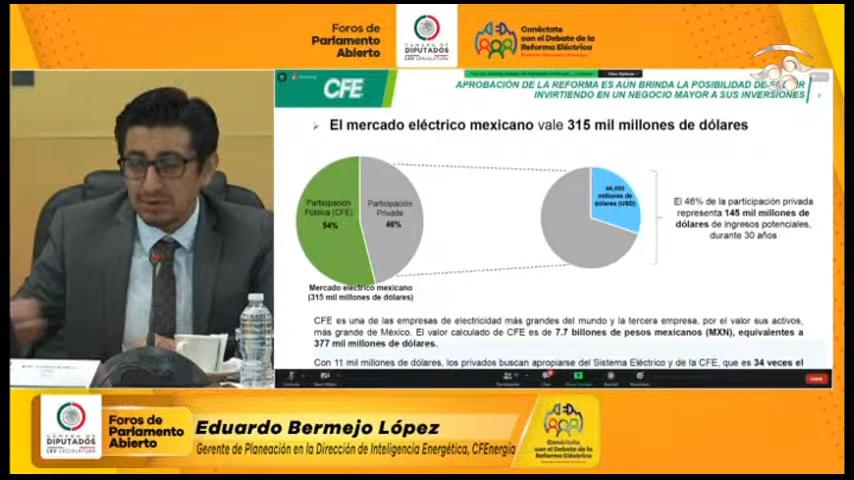 Foros de
Parlamento
Abierto
CÁMARA DE
DIPUTADOS
LXV LEGISLATURA
Conéctate
con el Debate de la
Reforma Eléctrica
CFE
APROBACIÓN DE LA REFORMA ES AUN BRINDA LA POSIBILIDAD DE
INVIRTIENDO EN UN NEGOCIO MAYOR A SUS INVERSIONES
El mercado eléctrico mexicano vale 315 mil millones de dólares
Participación
Pública (CFE)
54%
Participación
Privada
46%
millones de
dólares (USD)
El 46% de la participación privada
representa 145 mil millones de
dólares de ingresos potenciales,
durante 30 años
Mercado eléctrico mexicano
(315 mil millones de dólares)
CFE es una de las empresas de electricidad más grandes del mundo y la tercera empresa, por el valor sus activos,
más grande de México. El valor calculado de CFE es de 7.7 billones de pesos mexicanos (MXN), equivalentes a
377 mil millones de dólares.
Con 11 mil millones de dólares, los privados buscan apropiarse del Sistema Eléctrico y de la CFE, que es 34 veces el
CÁMARA DE
DIPUTADOS
LXV LEGISLATURA
Foros de
Parlamento
Abierto
Eduardo Bermejo López
Gerente de Planeación en la Dirección de Inteligencia Energética, CFEnergía
Conéctate
con el Debate de la
Reforma Eléctrica